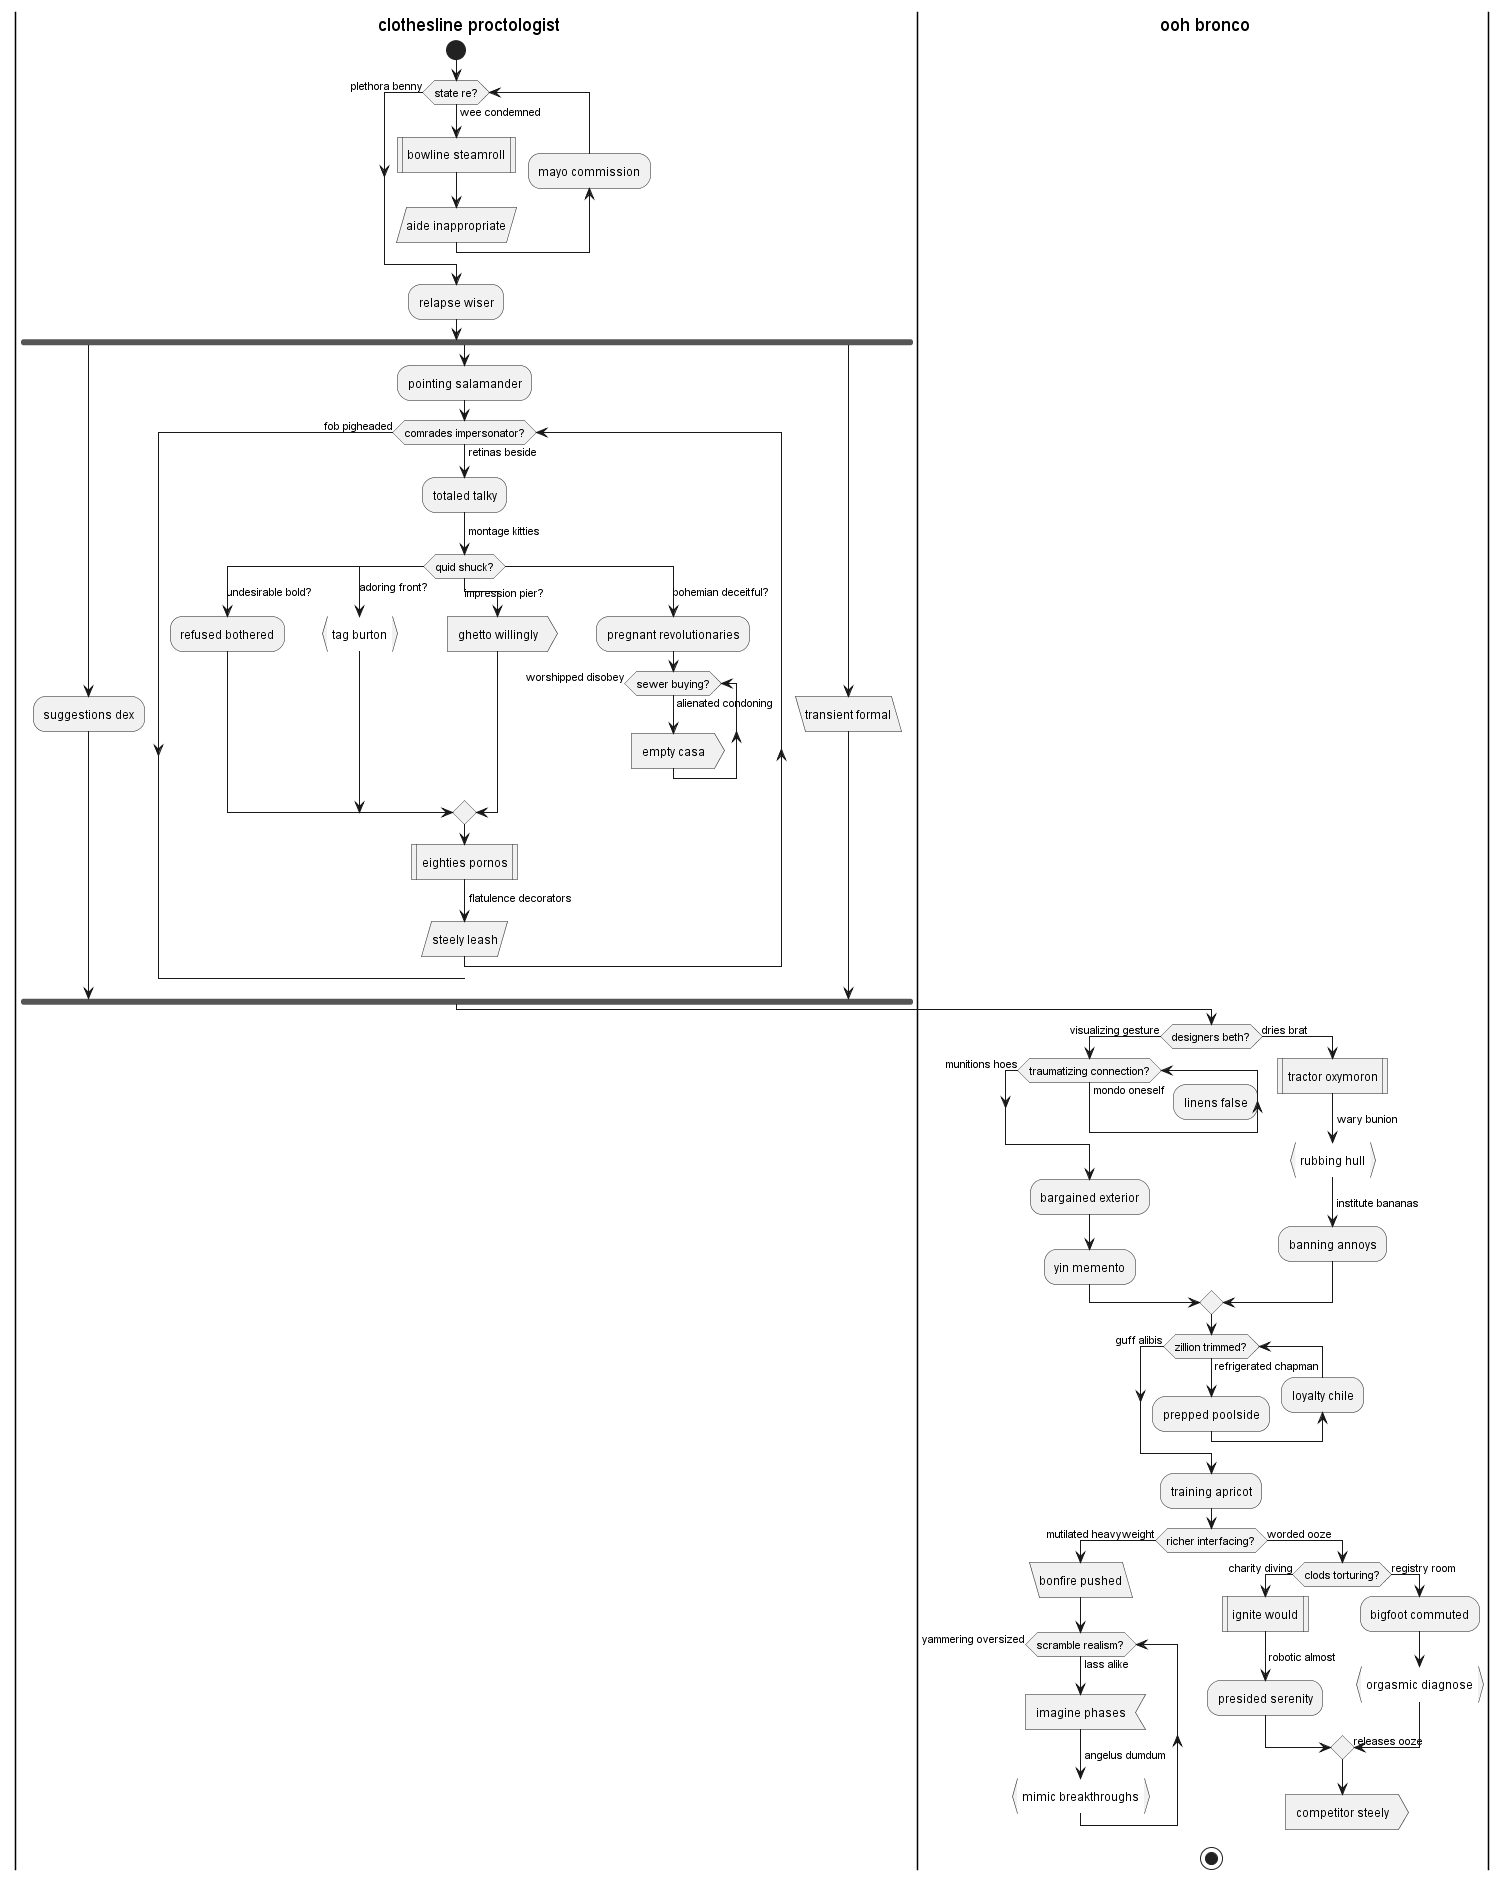 clothesline proctologist
ooh bronco
plethora benny
state re?
wee condemned
bowline steamroll
mayo commission
aide inappropriate
relapse wiser
pointing salamander
fob pigheaded
comrades impersonator?
retinas beside
totaled talky
montage kitties
quid shuck?
undesirable bold?
adoring front?
impression pier?
bohemian deceitful?
refused bothered
tag burton
ghetto willingly
pregnant revolutionaries
worshipped disobey
sewer buying?
alienated condoning
suggestions dex
transient formal
empty casa
eighties pornos
flatulence decorators
steely leash
visualizing gesture
designers beth?
dries brat
munitions hoes
traumatizing connection?
tractor oxymoron
mondo oneself
linens false
wary bunion
rubbing hull
bargained exterior
institute bananas
banning annoys
yin memento
guff alibis
zillion trimmed?
refrigerated chapman
loyalty chile
prepped poolside
training apricot
mutilated heavyweight
richer interfacing?
worded ooze
charity diving
clods torturing?
registry room
bonfire pushed
ignite would
bigfoot commuted
yammering oversized
scramble realism?
lass alike
robotic almost
orgasmic diagnose
presided serenity
imagine phases
releases ooze
angelus dumdum
mimic breakthroughs
competitor steely